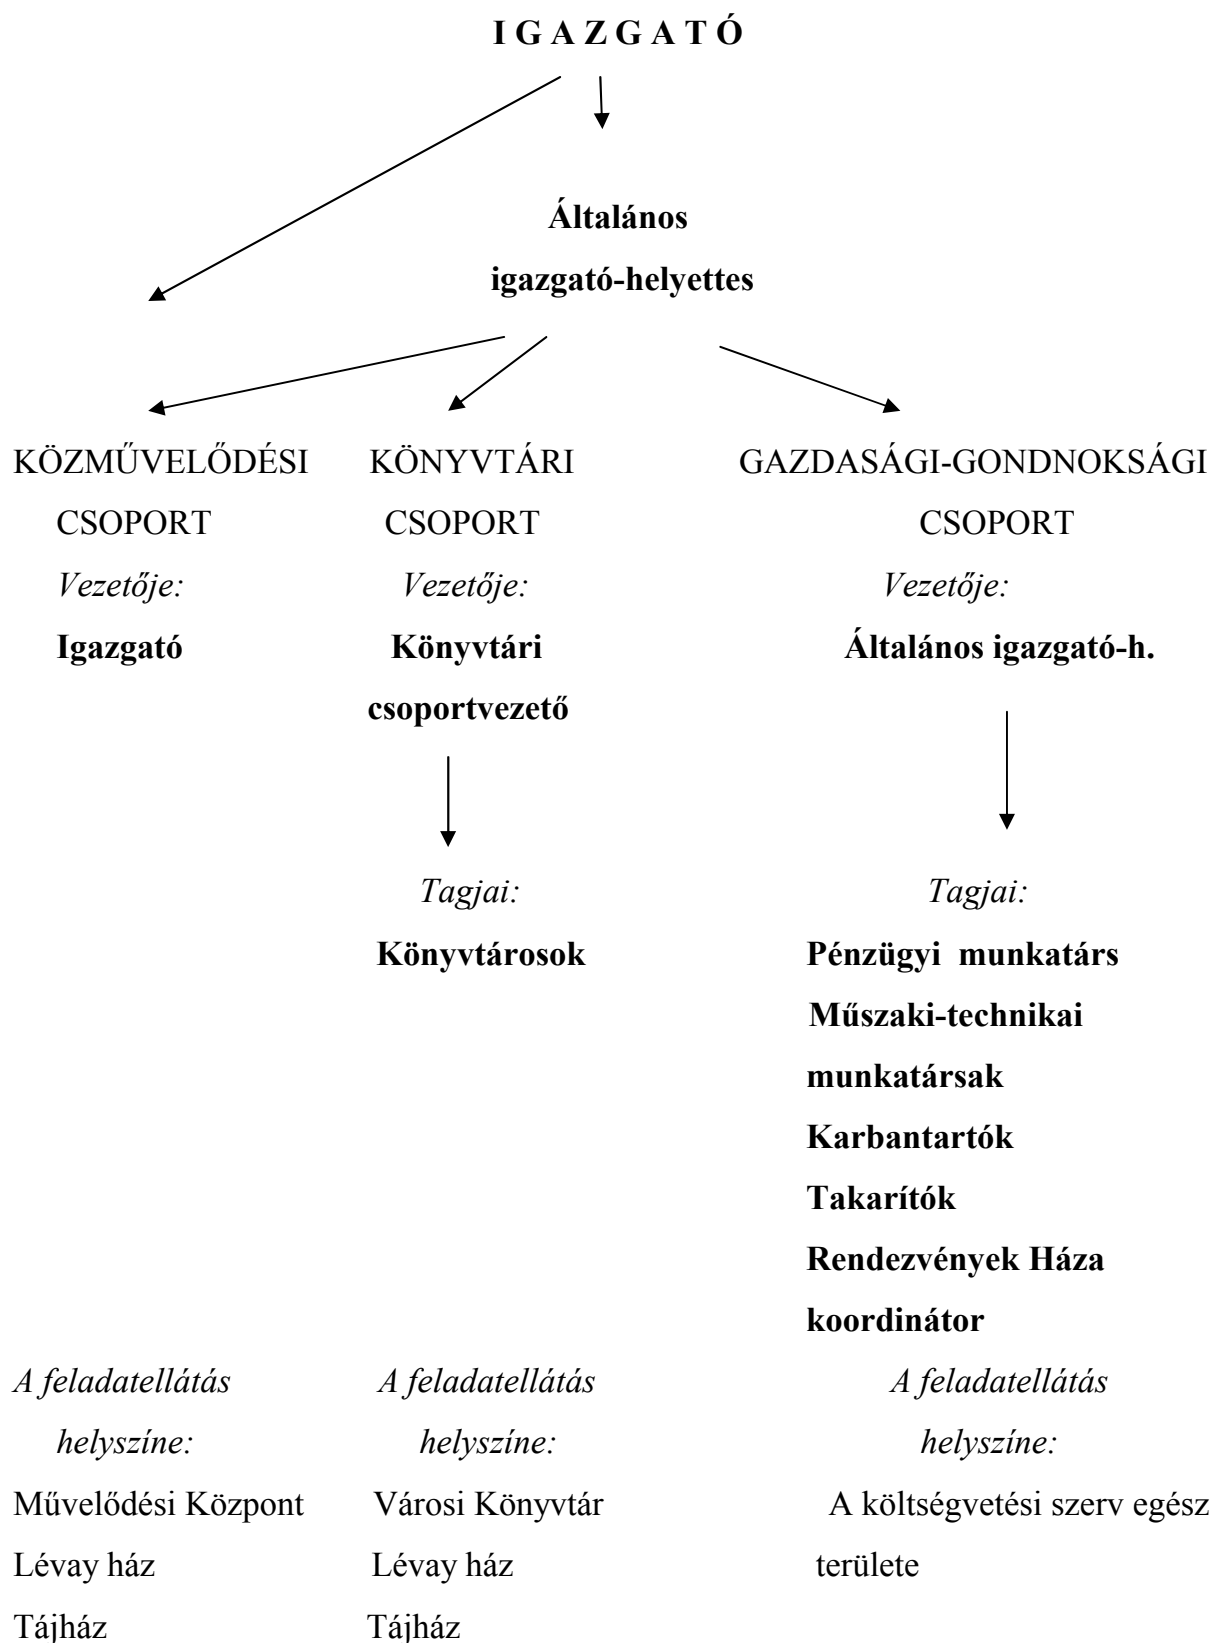 I G A Z G A T Ó
Általános
igazgató-helyettes
KÖZMŰVELŐDÉSI
CSOPORT
Vezetője:
Igazgató
KÖNYVTÁRI
CSOPORT
Vezetője:
Könyvtári
csoportvezető
Tagjai:
Könyvtárosok
GAZDASÁGI-GONDNOKSÁGI
CSOPORT
Vezetője:
Általános igazgató-h.
Tagjai:
Pénzügyi munkatárs
Műszaki-technikai
munkatársak
Karbantartók
Takarítók
Rendezvények Háza
koordinátor
A feladatellátás
helyszíne:
Művelődési Központ
Lévay ház
Tájház
A feladatellátás
helyszíne:
Városi Könyvtár
Lévay ház
Tájház
A feladatellátás
helyszíne:
A költségvetési szerv egész
területe